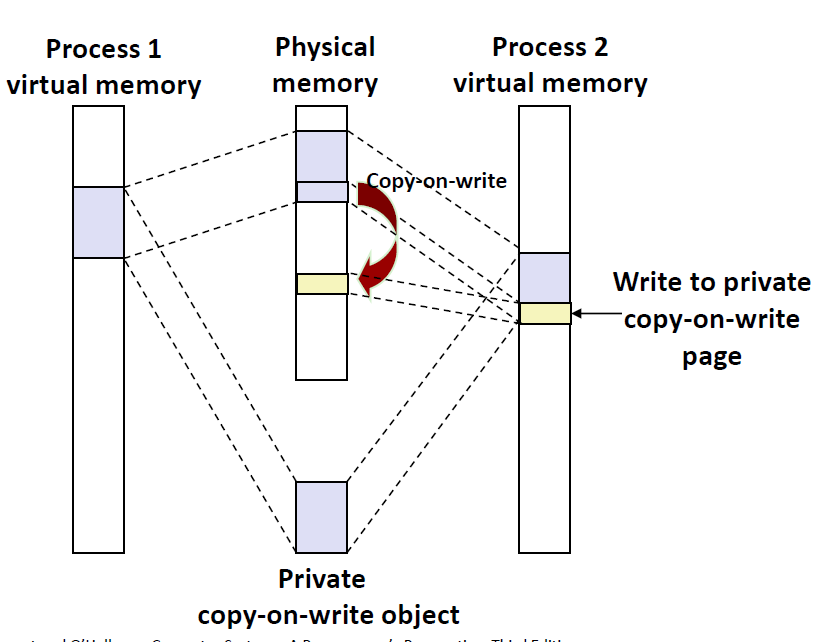 Process 1
virtual memory
Physical
memory
Process 2
virtual memory
Copy-on-write
Write to private
copy-on-write
page
Private
copy-on-write object